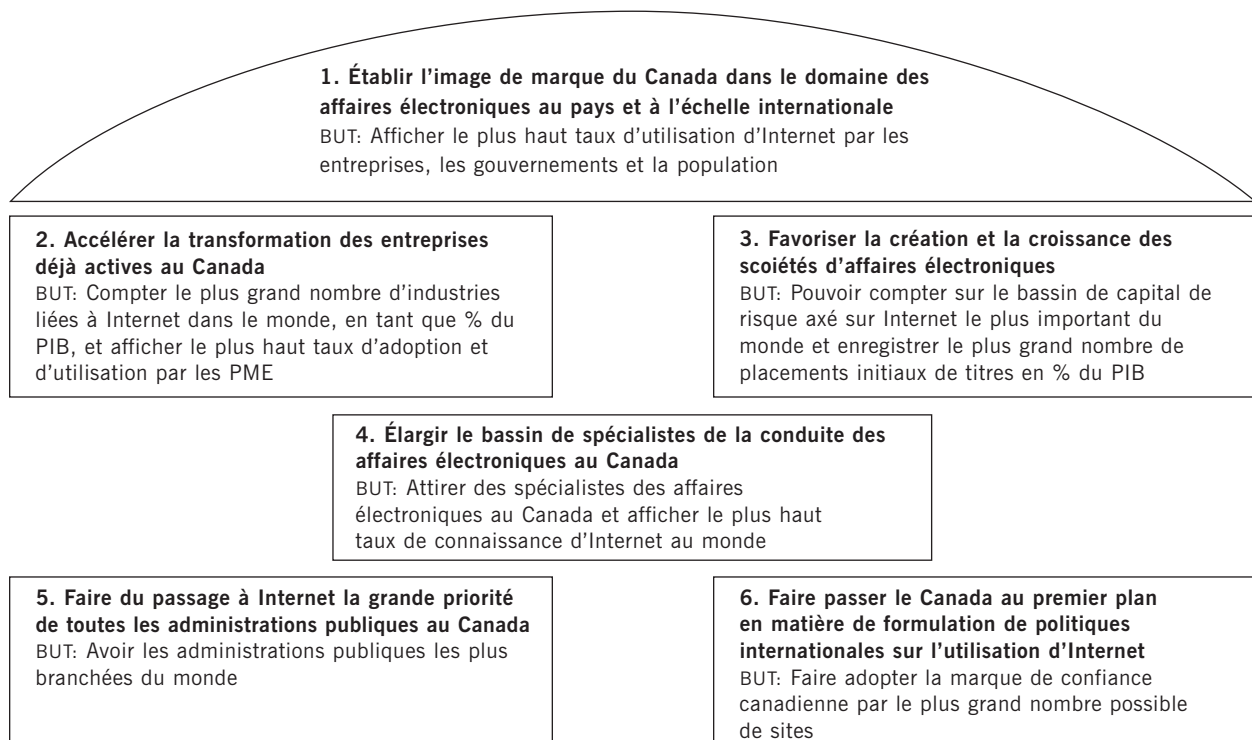 1. Établir l'image de marque du Canada dans le domaine des
affaires électroniques au pays et à l'échelle internationale
BUT: Afficher le plus haut taux d'utilisation d'Internet par les
entreprises, les gouvernements et la population
2. Accélérer la transformation des entreprises
déjà actives au Canada
BUT: Compter le plus grand nombre d'industries
liées à Internet dans le monde, en tant que % du
PIB, et afficher le plus haut taux d'adoption et
d'utilisation par les PME
3. Favoriser la création et la croissance des
scoiétés d'affaires électroniques
BUT: Pouvoir compter sur le bassin de capital de
risque axé sur Internet le plus important du
monde et enregistrer le plus grand nombre de
placements initiaux de titres en % du PIB
4. Élargir le bassin de spécialistes de la conduite des
affaires électroniques au Canada
BUT: Attirer des spécialistes des affaires
électroniques au Canada et afficher le plus haut
taux de connaissance d'Internet au monde
5. Faire du passage à Internet la grande priorité
de toutes les administrations publiques au Canada
BUT: Avoir les administrations publiques les plus
branchées du monde
6. Faire passer le Canada au premier plan
en matière de formulation de politiques
internationales sur l'utilisation d'Internet
BUT: Faire adopter la marque de confiance
canadienne par le plus grand nombre possible
de sites